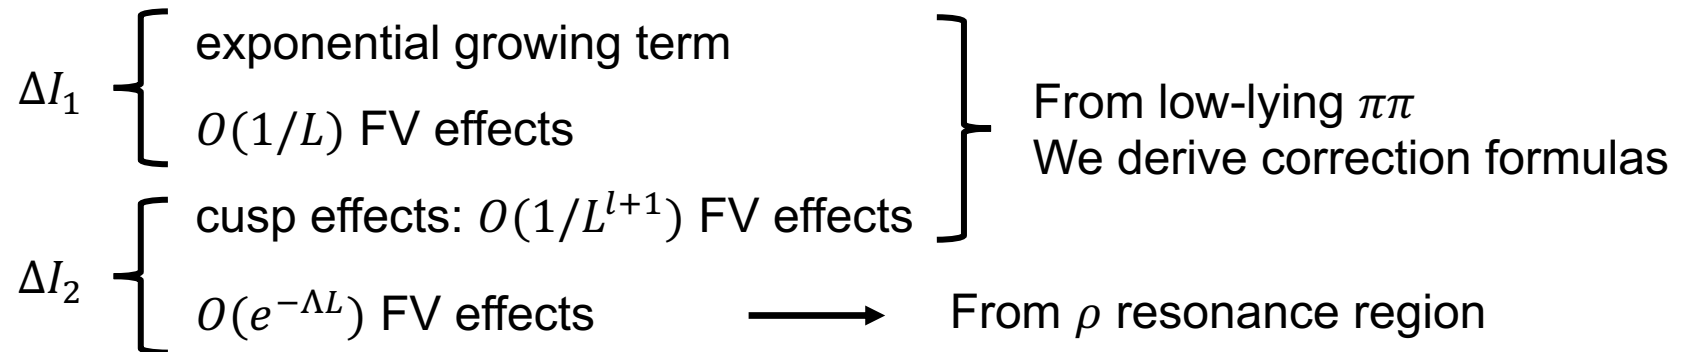 ΔI₁
exponential growing term
O(1/L) FV effects
ΔI₂
cusp effects: O(1/Lˡ⁺¹) FV effects
O(e^{−ΛL}) FV effects
From low-lying ππ
We derive correction formulas
From ρ resonance region